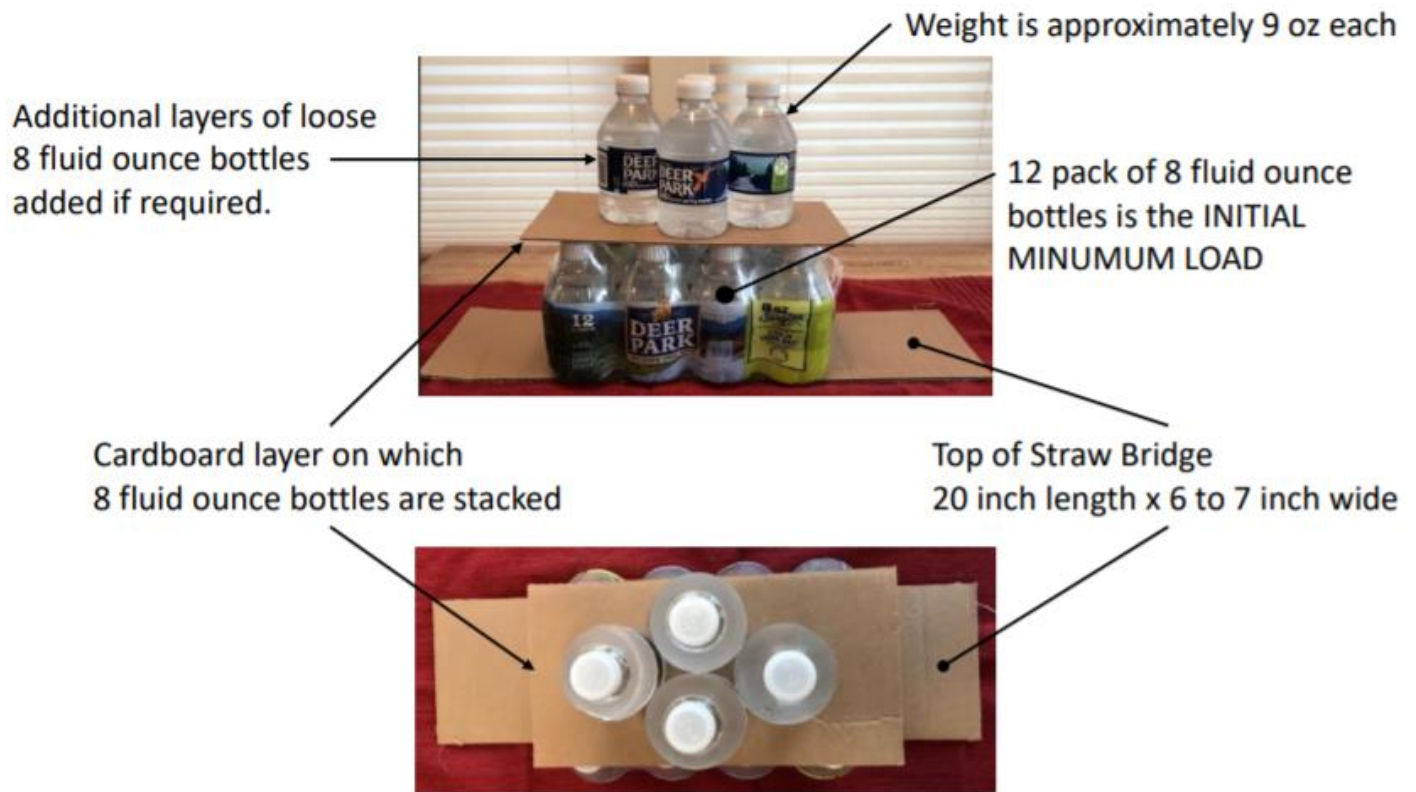 Weight is approximately 9 oz each
Additional layers of loose
8 fluid ounce bottles
added if required.
12 pack of 8 fluid ounce
bottles is the INITIAL
MINUMUM LOAD
DEER
PARK
DEER
PARK
12
DEER
PARK
Cardboard layer on which
8 fluid ounce bottles are stacked
Top of Straw Bridge
20 inch length x 6 to 7 inch wide